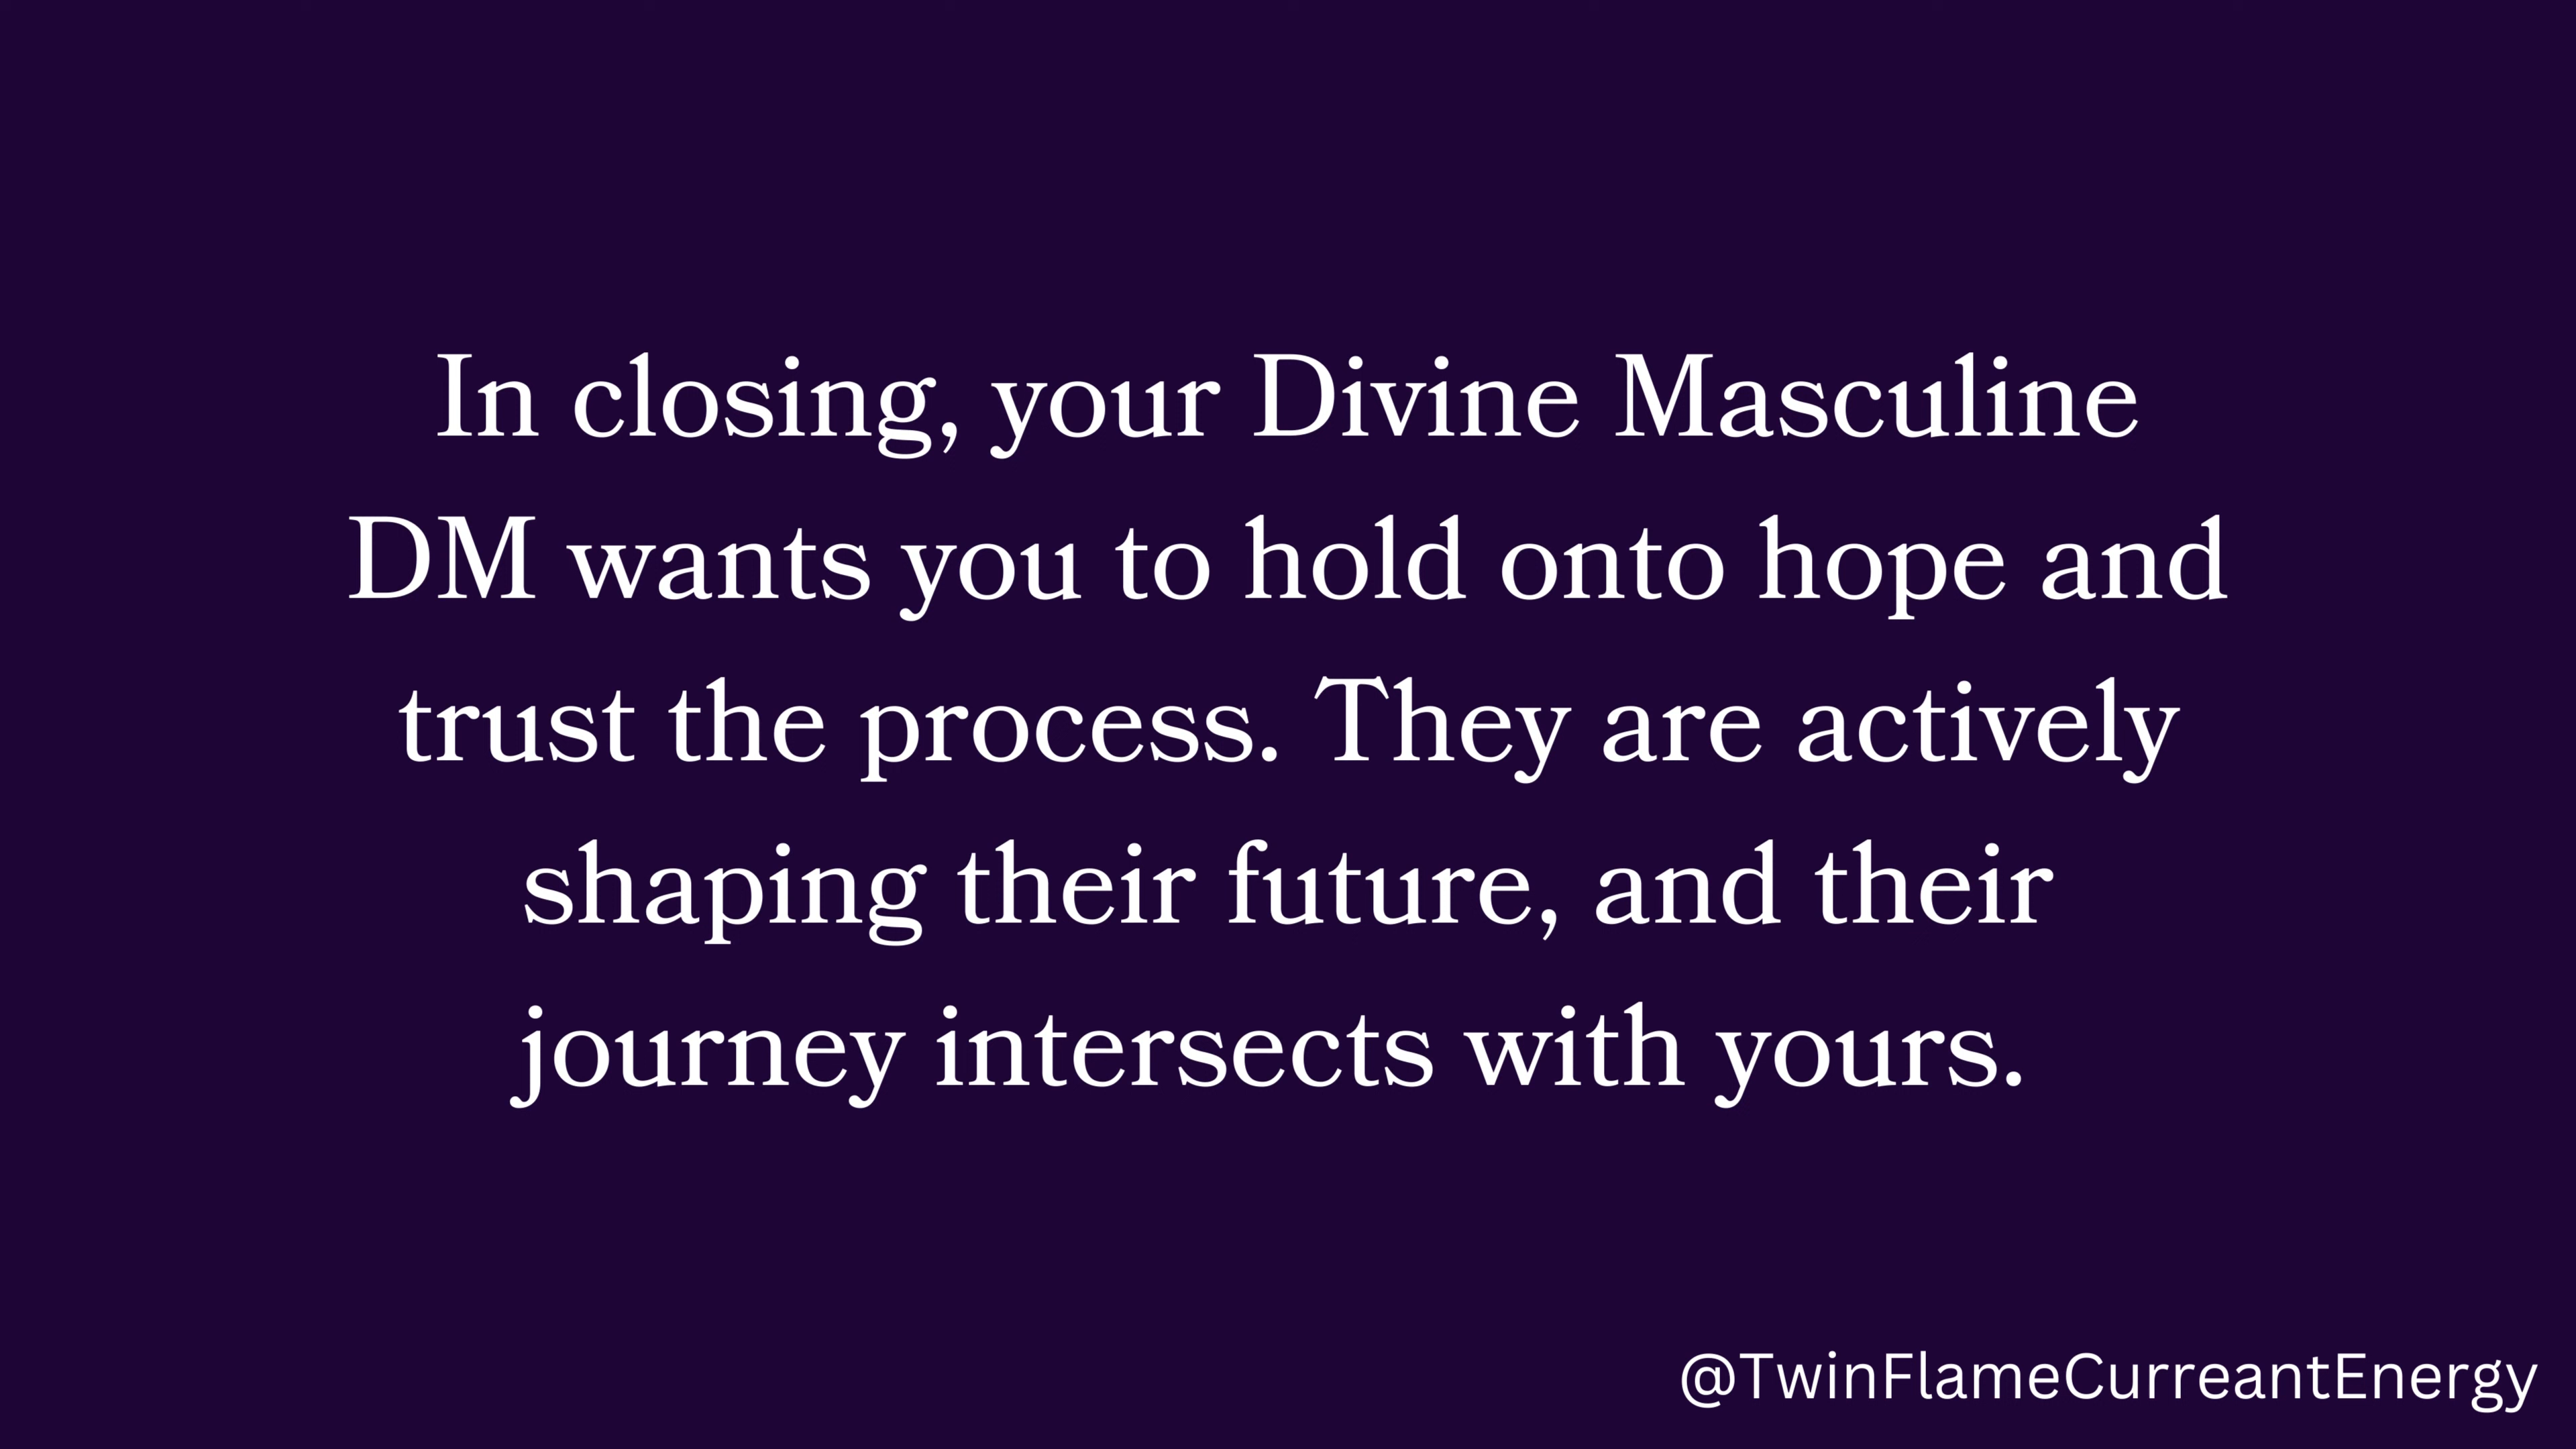 In closing, your Divine Masculine
DM wants you to hold onto hope and
trust the process. They are actively
shaping their future, and their
journey intersects with yours.
@TwinFlameCurreantEnergy